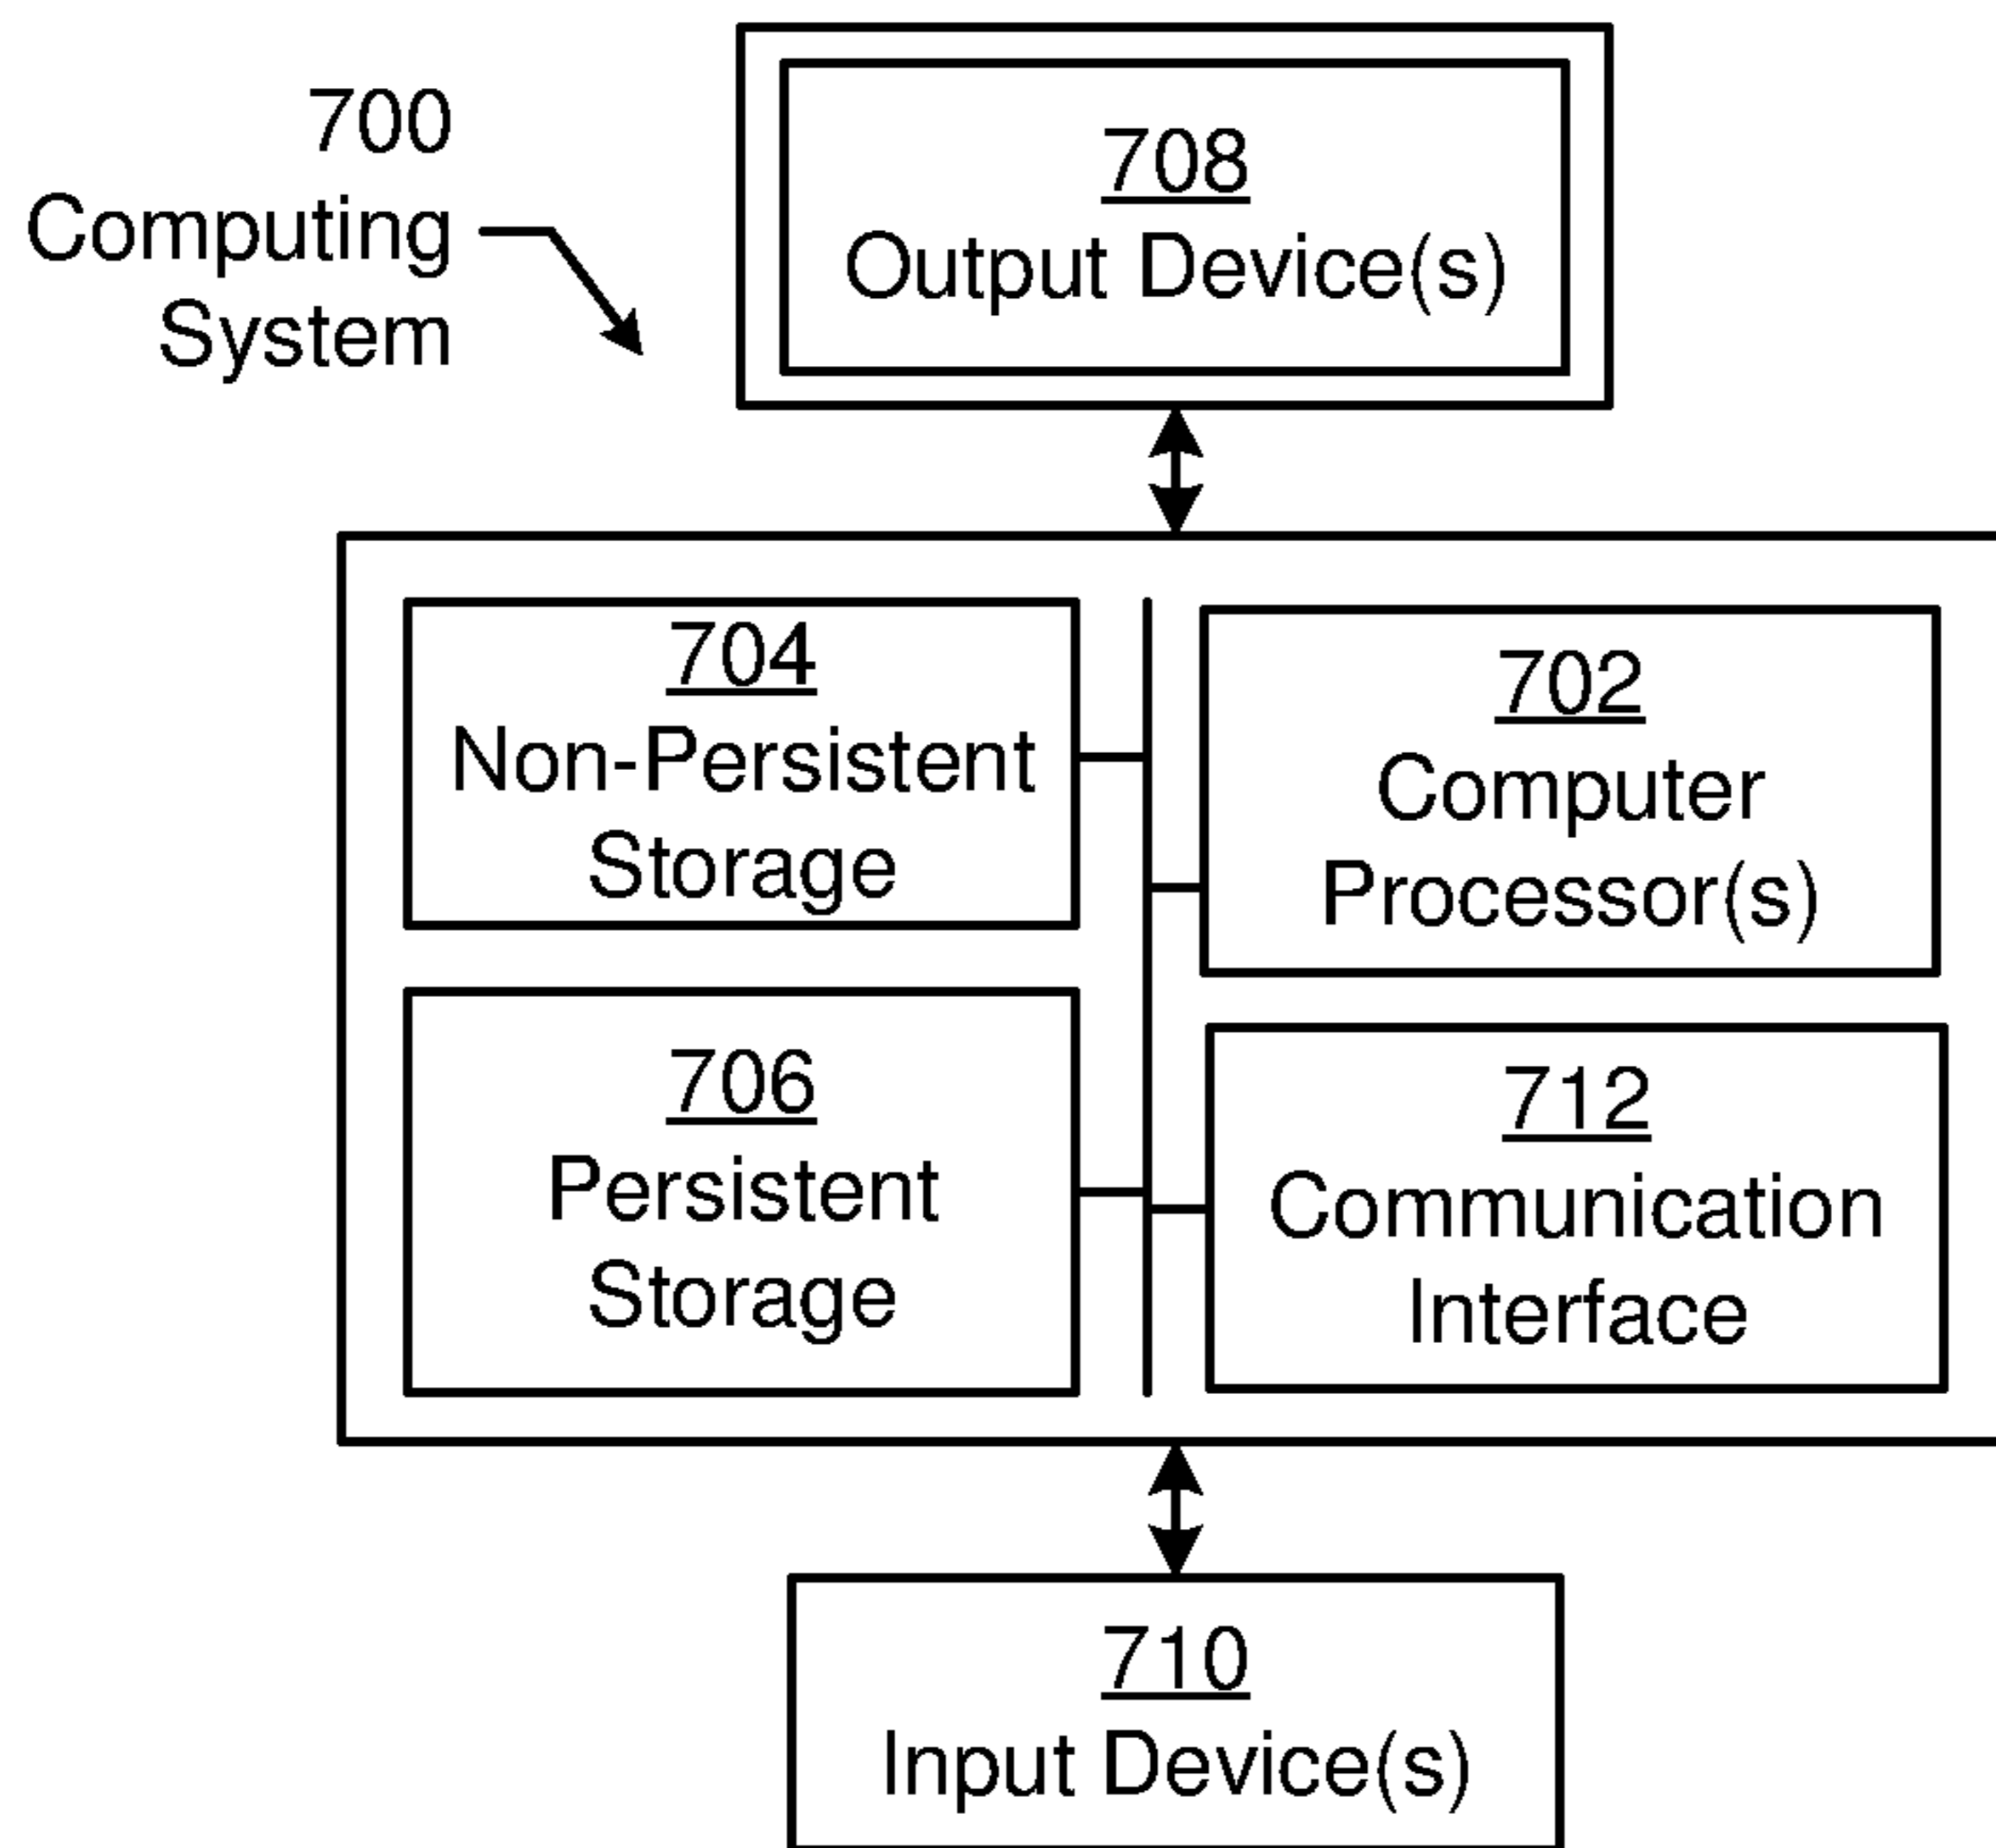 700
Computing
System
708
Output Device(s)
704
Non-Persistent
Storage
702
Computer
Processor(s)
706
Persistent
Storage
712
Communication
Interface
710
Input Device(s)